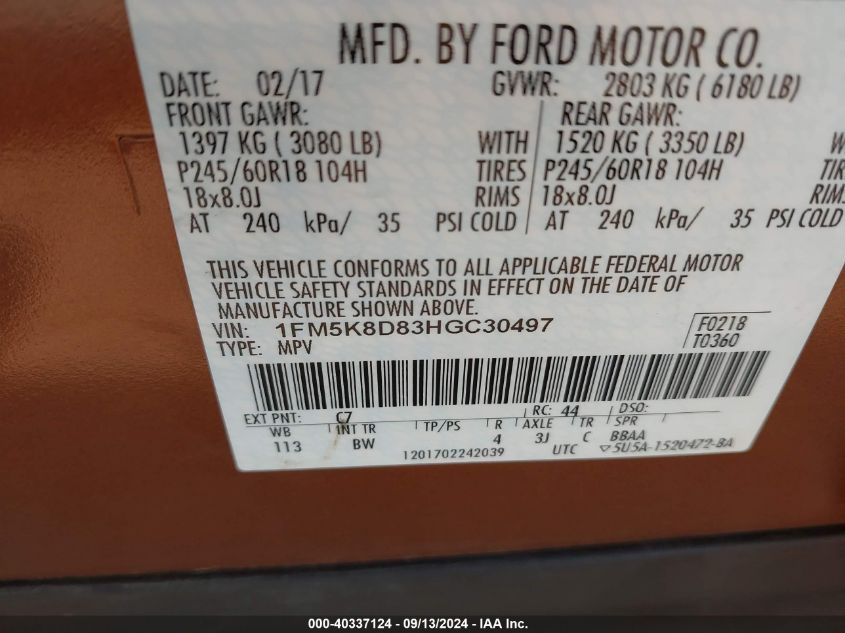 MFD. BY FORD MOTOR CO.
DATE: 02/17 GVWR: 2803 KG ( 6180 LB)
FRONT GAWR: REAR GAWR:
1397 KG ( 3080 LB) WITH 1520 KG ( 3350 LB) W
P245/60R18 104H TIRES P245/60R18 104H TIR
18x8.0J RIMS 18x8.0J RIMS
AT 240 kPa/ 35 PSI COLD AT 240 kPa/ 35 PSI COLD
THIS VEHICLE CONFORMS TO ALL APPLICABLE FEDERAL MOTOR
VEHICLE SAFETY STANDARDS IN EFFECT ON THE DATE OF
MANUFACTURE SHOWN ABOVE.
VIN: 1FM5K8D83HGC30497 F0218
TYPE: MPV T0360
EXT PNT: C7 RC: 44 DSO:
WB INT TR TP/PS R AXLE TR SPR
113 BW 4 3J C BBAA
1201702242039 UTC ▽5U5A-1520472-BA
000-40337124 - 09/13/2024 - IAA Inc.